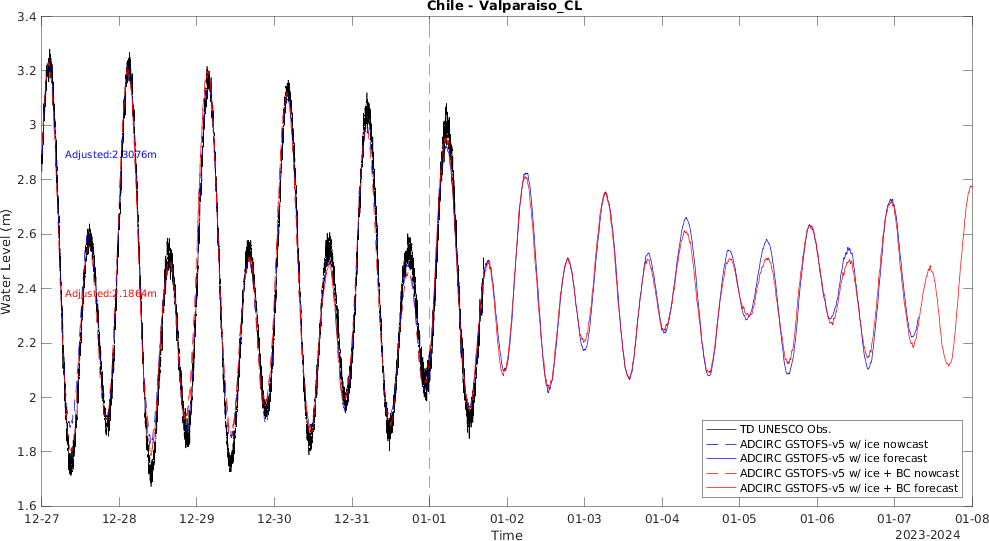 Chile - Valparaiso_CL
Water Level (m)
3.4
3.2
3
2.8
2.6
2.4
2.2
2
1.8
1.6
Adjusted:2.3076m
Adjusted:2.1864m
TD UNESCO Obs.
ADCIRC GSTOFS-v5 w/ ice nowcast
ADCIRC GSTOFS-v5 w/ ice forecast
ADCIRC GSTOFS-v5 w/ ice + BC nowcast
ADCIRC GSTOFS-v5 w/ ice + BC forecast
12-27 12-28 12-29 12-30 12-31 01-01 01-02 01-03 01-04 01-05 01-06 01-07 01-08
Time
2023-2024